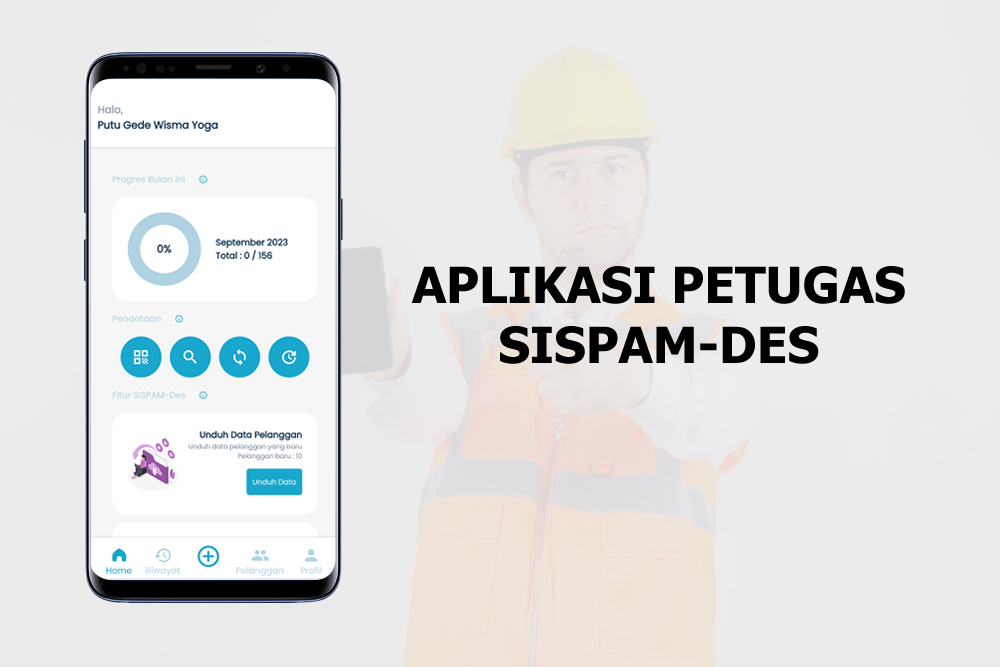 Halo,
Putu Gede Wisma Yoga
Progres Bulan Ini
0%
September 2023
Total : 0 / 156
Pendataan
Fitur SISPAM-Des
Unduh Data Pelanggan
Unduh data pelanggan yang baru
Pelanggan baru : 10
Unduh Data
Home
Riwayat
Pelanggan
Profil
APLIKASI PETUGAS
SISPAM-DES